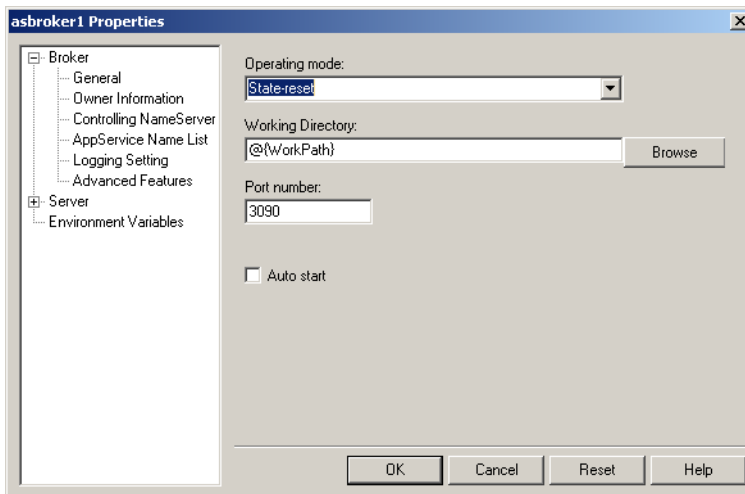 asbroker1 Properties
Broker
General
Owner Information
Controlling NameServer
AppService Name List
Logging Setting
Advanced Features
Server
Environment Variables
Operating mode:
State-reset
Working Directory:
@{WorkPath}
Browse
Port number:
3090
Auto start
OK Cancel Reset Help